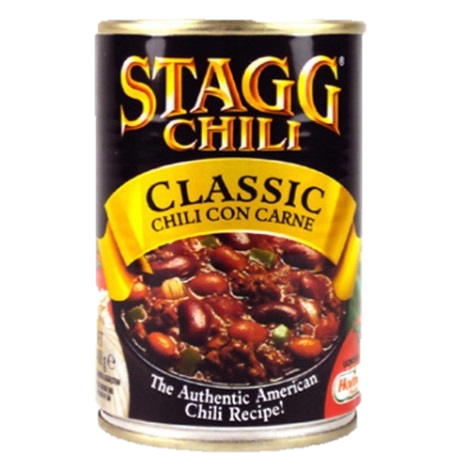 STAGG®
CHILI
CLASSIC
CHILI CON CARNE
The Authentic American
Chili Recipe!